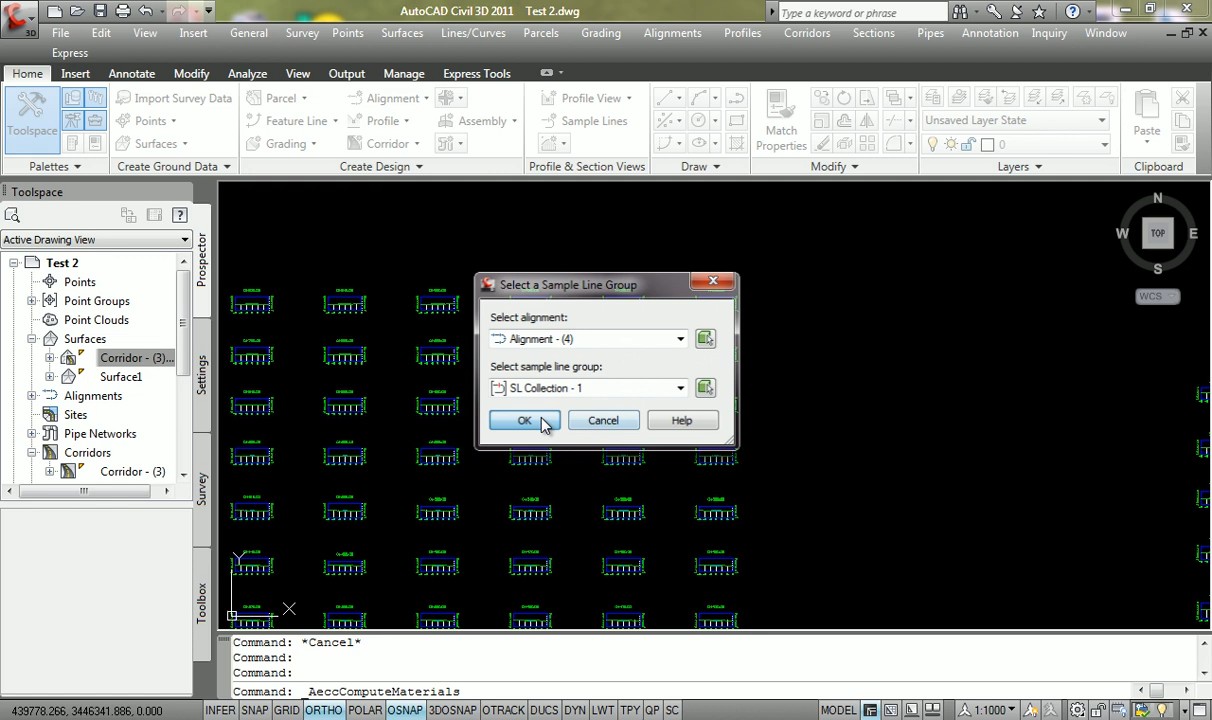 AutoCAD Civil 3D 2011 Test 2.dwg
Type a keyword or phrase
3D
File Edit View Insert General Survey Points Surfaces Lines/Curves Parcels Grading Alignments Profiles Corridors Sections Pipes Annotation Inquiry Window
Express
Home Insert Annotate Modify Analyze View Output Manage Express Tools
Toolspace
Import Survey Data
Points
Surfaces
Parcel
Feature Line
Grading
Alignment
Profile
Corridor
Assembly
Profile View
Sample Lines
Match
Properties
Unsaved Layer State
0
Paste
Palettes Create Ground Data Create Design Profile & Section Views Draw Modify Layers Clipboard
Toolspace
Active Drawing View
Test 2
Points
Point Groups
Point Clouds
Surfaces
Corridor - (3)...
Surface1
Alignments
Sites
Pipe Networks
Corridors
Corridor - (3)
Prospector
Settings
Survey
Toolbox
N
W TOP E
S
WCS
Select a Sample Line Group
Select alignment:
Alignment - (4)
Select sample line group:
SL Collection - 1
OK Cancel Help
Y
X
Command: *Cancel*
Command:
Command:
Command: _AeccComputeMaterials
439778.266, 3446341.886, 0.000 INFER SNAP GRID ORTHO POLAR OSNAP 3DOSNAP OTRACK DUCS DYN LWT TPY QP SC MODEL 1:1000